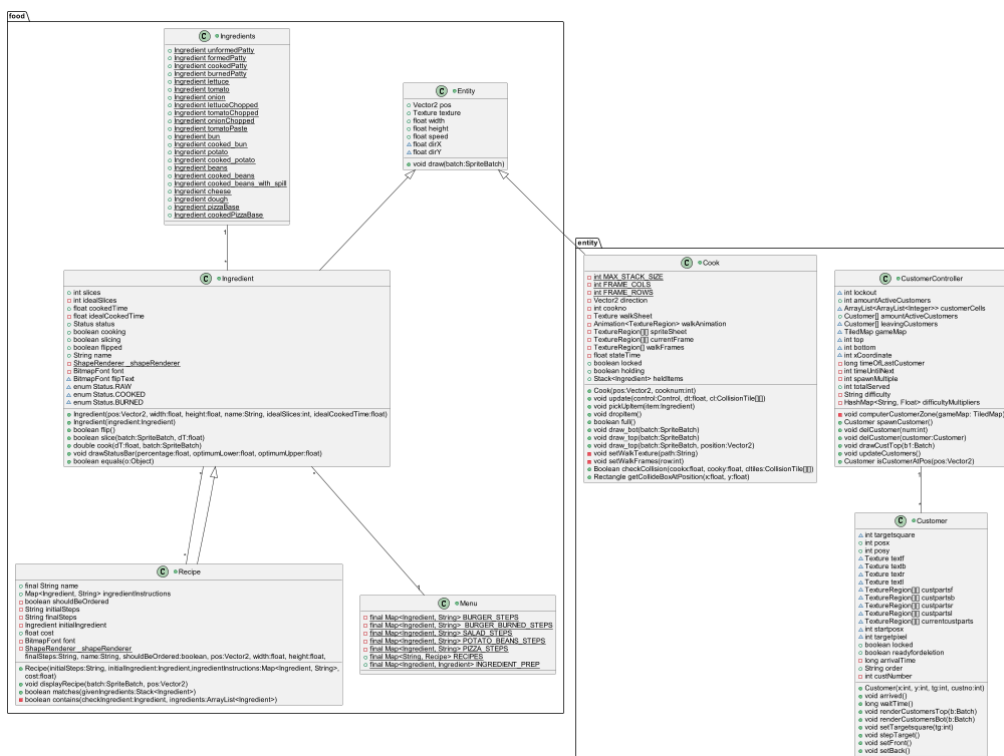 food
C Ingredients
Ingredient unformedPatty
Ingredient formedPatty
Ingredient cookedPatty
Ingredient burnedPatty
Ingredient lettuce
Ingredient tomato
Ingredient onion
Ingredient lettuceChopped
Ingredient tomatoChopped
Ingredient onionChopped
Ingredient tomatoPaste
Ingredient bun
Ingredient cooked_bun
Ingredient potato
Ingredient cooked_potato
Ingredient beans
Ingredient cooked_beans
Ingredient cooked_beans_with_spill
Ingredient cheese
Ingredient dough
Ingredient pizzaBase
Ingredient cookedPizzaBase
1
*
C Entity
Vector2 pos
Texture texture
float width
float height
float speed
float dirX
float dirY
void draw(batch:SpriteBatch)
C Ingredient
int slices
int idealSlices
float cookedTime
float idealCookedTime
Status status
boolean cooking
boolean slicing
boolean flipped
String name
ShapeRenderer _shapeRenderer
BitmapFont font
BitmapFont flipText
enum Status.RAW
enum Status.COOKED
enum Status.BURNED
Ingredient(pos:Vector2, width:float, height:float, name:String, idealSlices:int, idealCookedTime:float)
Ingredient(ingredient:Ingredient)
boolean flip()
boolean slice(batch:SpriteBatch, dT:float)
double cook(dT:float, batch:SpriteBatch)
void drawStatusBar(percentage:float, optimumLower:float, optimumUpper:float)
boolean equals(o:Object)
C Recipe
final String name
Map<Ingredient, String> ingredientInstructions
boolean shouldBeOrdered
String initialSteps
String finalSteps
Ingredient initialIngredient
float cost
BitmapFont font
ShapeRenderer _shapeRenderer
finalSteps:String, name:String, shouldBeOrdered:boolean, pos:Vector2, width:float, height:float,
Recipe(initialSteps:String, initialIngredient:Ingredient,ingredientInstructions:Map<Ingredient, String>,
cost:float)
void displayRecipe(batch:SpriteBatch, pos:Vector2)
boolean matches(givenIngredients:Stack<Ingredient>)
boolean contains(checkIngredient:Ingredient, ingredients:ArrayList<Ingredient>)
C Menu
final Map<Ingredient, String> BURGER_STEPS
final Map<Ingredient, String> BURGER_BURNED_STEPS
final Map<Ingredient, String> SALAD_STEPS
final Map<Ingredient, String> POTATO_BEANS_STEPS
final Map<Ingredient, String> PIZZA_STEPS
final Map<String, Recipe> RECIPES
final Map<Ingredient, Ingredient> INGREDIENT_PREP
entity
C Cook
int MAX_STACK_SIZE
int FRAME_COLS
int FRAME_ROWS
Vector2 direction
int cookno
Texture walkSheet
Animation<TextureRegion> walkAnimation
TextureRegion[][] spriteSheet
TextureRegion[][] currentFrame
TextureRegion[] walkFrames
float stateTime
boolean locked
boolean holding
Stack<Ingredient> heldItems
Cook(pos:Vector2, cooknum:int)
void update(control:Control, dt:float, cl:CollisionTile[][])
void pickUpItem(item:Ingredient)
void dropItem()
boolean full()
void draw_bot(batch:SpriteBatch)
void draw_top(batch:SpriteBatch)
void draw_top(batch:SpriteBatch, position:Vector2)
void setWalkTexture(path:String)
void setWalkFrames(row:int)
Boolean checkCollision(cookx:float, cooky:float, cltiles:CollisionTile[][])
Rectangle getCollideBoxAtPosition(x:float, y:float)
C CustomerController
int lockout
int amountActiveCustomers
ArrayList<ArrayList<Integer>> customerCells
Customer[] amountActiveCustomers
Customer[] leavingCustomers
TiledMap gameMap
int top
int bottom
int xCoordinate
long timeOfLastCustomer
int timeUntilNext
int spawnMultiple
int totalServed
String difficulty
HashMap<String, Float> difficultyMultipliers
void computerCustomerZone(gameMap: TiledMap)
Customer spawnCustomer()
void delCustomer(num:int)
void delCustomer(customer:Customer)
void drawCustTop(b1:Batch)
void updateCustomers()
Customer isCustomerAtPos(pos:Vector2)
1
*
C Customer
int targetsquare
int posx
int posy
Texture textf
Texture textb
Texture textr
Texture textl
TextureRegion[][] custpartsf
TextureRegion[][] custpartsb
TextureRegion[][] custpartsr
TextureRegion[][] custpartsl
TextureRegion[][] currentcustparts
int startposx
int targetpixel
boolean locked
boolean readyfordeletion
long arrivalTime
String order
int custNumber
Customer(x:int, y:int, tg:int, custno:int)
void arrived()
long waitTime()
void renderCustomersTop(b:Batch)
void renderCustomersBot(b:Batch)
void setTargetsquare(tg:int)
void stepTarget()
void setFront()
void setBack()